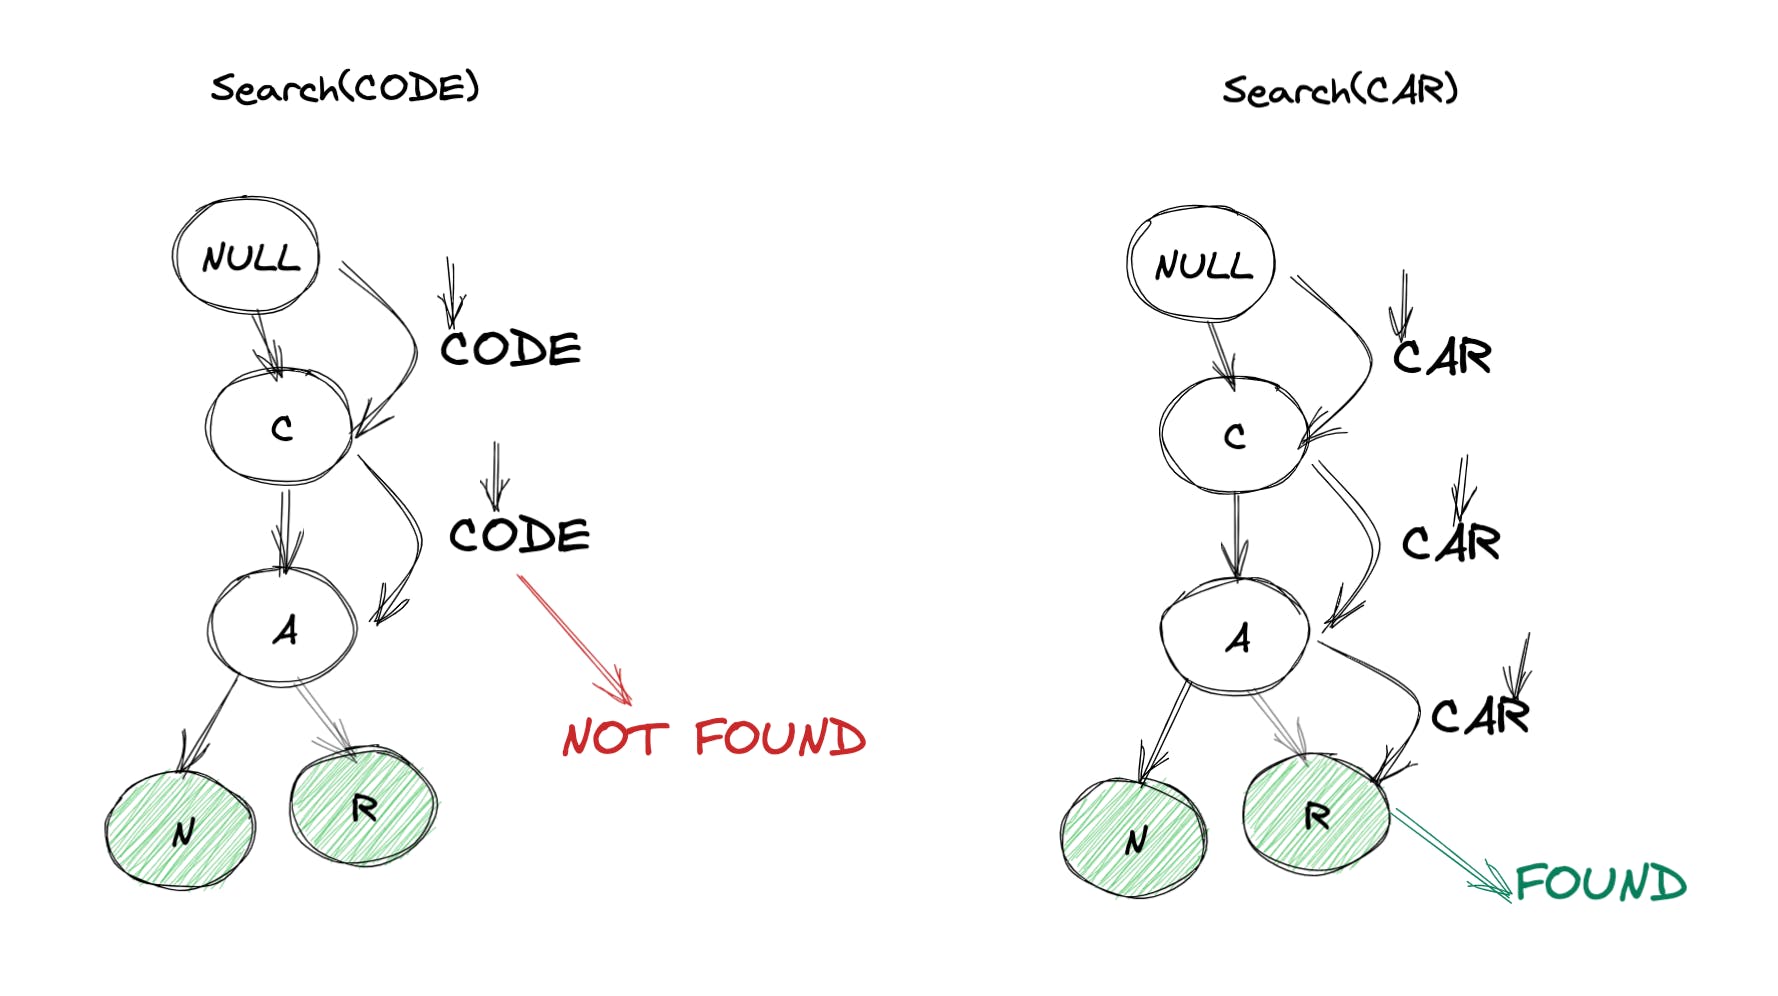 Search(CODE)
NULL
CODE
C
CODE
A
NOT FOUND
N
R
Search(CAR)
NULL
CAR
C
CAR
A
CAR
N
R
FOUND